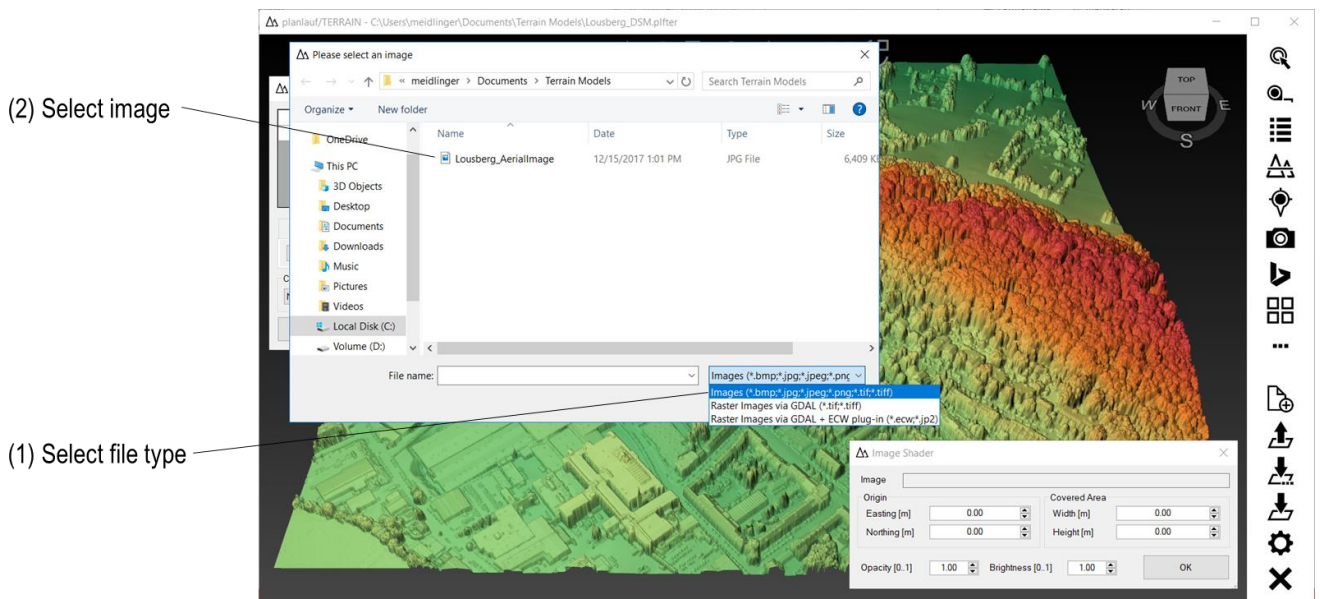 planlauf/TERRAIN - C:\Users\meidlinger\Documents\Terrain Models\Lousberg_DSM.plfter
Please select an image
« meidlinger > Documents > Terrain Models
Search Terrain Models
Organize
New folder
Name Date Type Size
Lousberg_AerialImage 12/15/2017 1:01 PM JPG File 6,409 K
OneDrive
This PC
3D Objects
Desktop
Documents
Downloads
Music
Pictures
Videos
Local Disk (C:)
Volume (D:)
File name:
Images (*.bmp;*.jpg;*.jpeg;*.png
Images (*.bmp;*.jpg;*.jpeg;*.png;*.tif;*.tiff)
Raster Images via GDAL (*.tif;*.tiff)
Raster Images via GDAL + ECW plug-in (*.ecw;*.jp2)
(2) Select image
(1) Select file type
TOP
FRONT
W
E
S
Image Shader
Image
Origin
Easting [m] 0.00
Northing [m] 0.00
Covered Area
Width [m] 0.00
Height [m] 0.00
Opacity [0..1] 1.00 Brightness [0..1] 1.00 OK